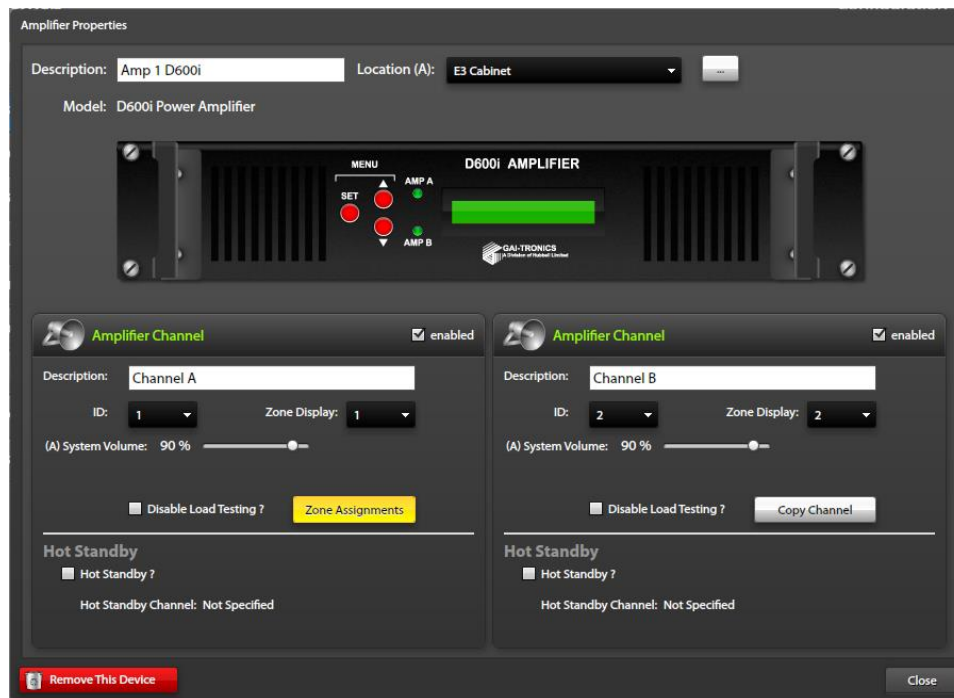 Amplifier Properties
Description: Amp 1 D600i Location (A): E3 Cabinet ...
Model: D600i Power Amplifier
MENU D600i AMPLIFIER
SET AMP A
AMP B
GAI-TRONICS
A Division of Hubbell Limited
Amplifier Channel enabled
Description: Channel A
ID: 1 Zone Display: 1
(A) System Volume: 90 %
Disable Load Testing ? Zone Assignments
Hot Standby
Hot Standby ?
Hot Standby Channel: Not Specified
Amplifier Channel enabled
Description: Channel B
ID: 2 Zone Display: 2
(A) System Volume: 90 %
Disable Load Testing ? Copy Channel
Hot Standby
Hot Standby ?
Hot Standby Channel: Not Specified
Remove This Device Close